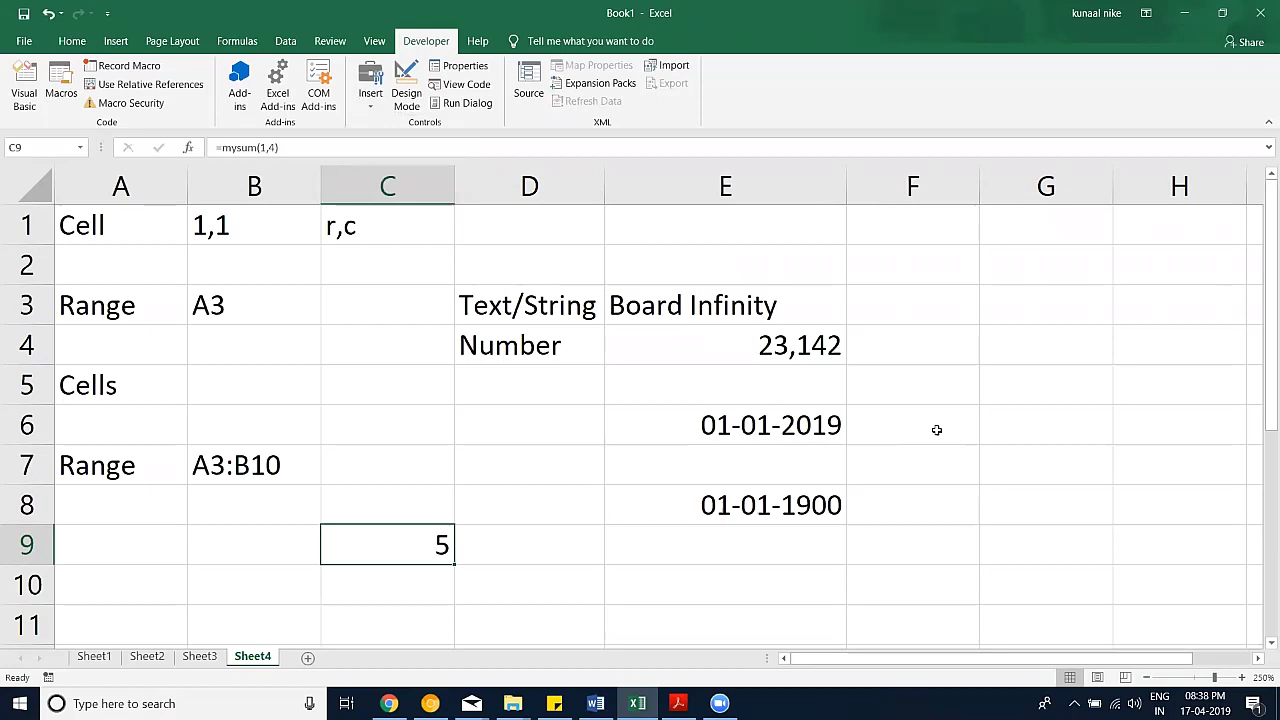 Book1 - Excel
kunaal nike
File Home Insert Page Layout Formulas Data Review View Developer Help Tell me what you want to do Share
Visual Basic
Macros
Record Macro
Use Relative References
Macro Security
Code
Add-ins
Excel Add-ins
COM Add-ins
Add-ins
Insert
Design Mode
Properties
View Code
Run Dialog
Controls
Source
Map Properties
Expansion Packs
Refresh Data
Import
Export
XML
C9 fx =mysum(1,4)
A B C D E F G H
1 Cell 1,1 r,c
2
3 Range A3 Text/String Board Infinity
4 Number 23,142
5 Cells
6 01-01-2019
7 Range A3:B10
8 01-01-1900
9 5
10
11
Sheet1 Sheet2 Sheet3 Sheet4
Ready 250%
Type here to search
ENG 08:38 PM
IN 17-04-2019